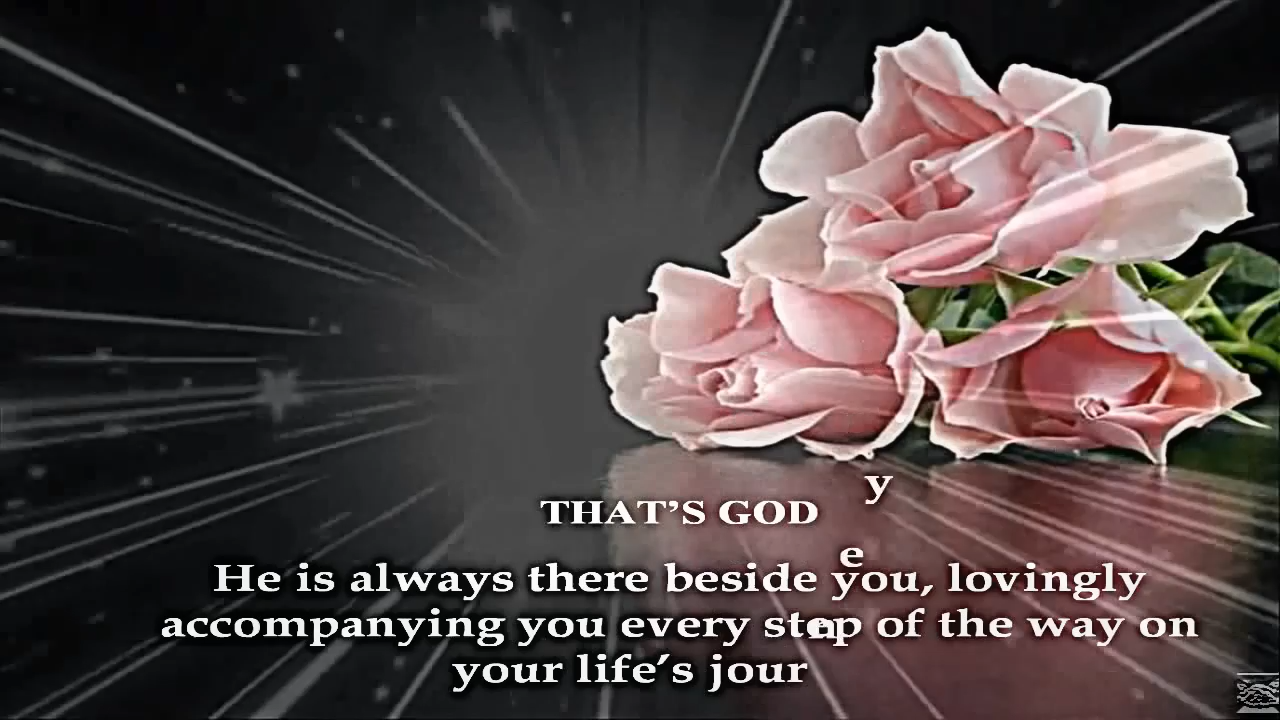 THAT’S GOD
He is always there beside you, lovingly
accompanying you every step of the way on
your life’s jour
n
e
y